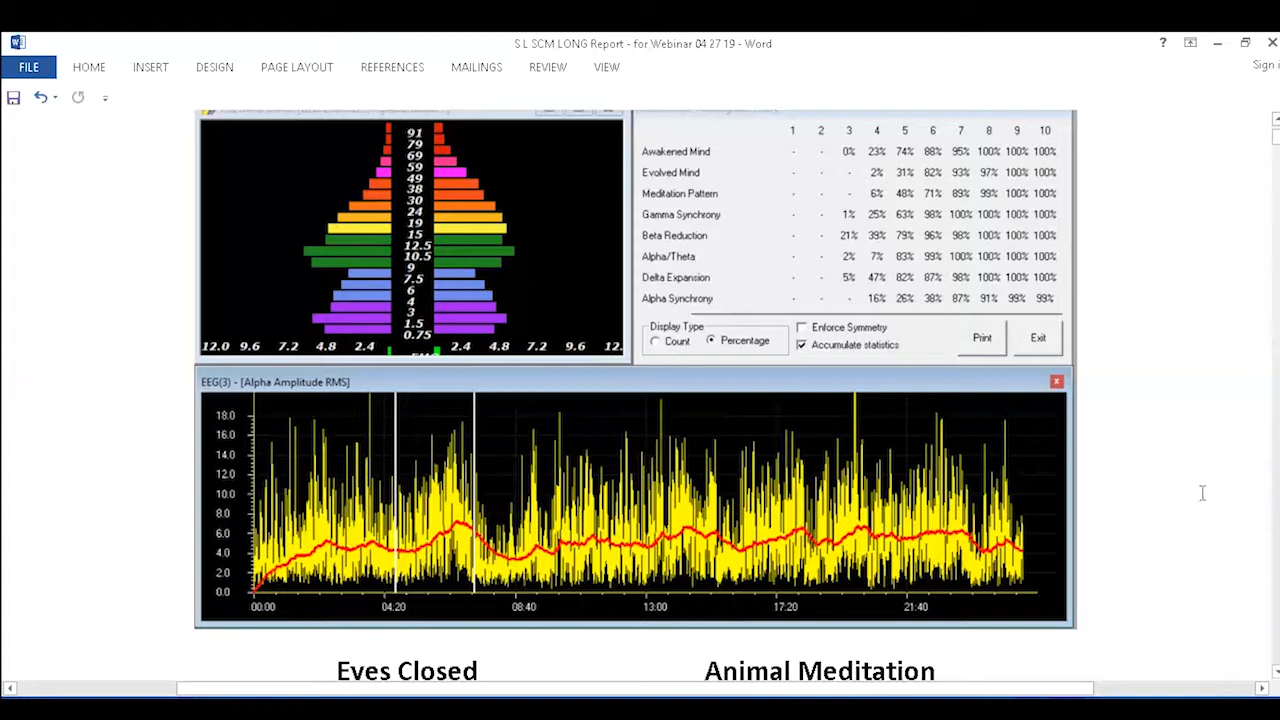 S L SCM LONG Report - for Webinar 04 27 19 - Word
FILE HOME INSERT DESIGN PAGE LAYOUT REFERENCES MAILINGS REVIEW VIEW
91
79
69
59
49
38
30
24
19
15
12.5
10.5
9
7.5
6
4
3
1.5
0.75
12.0 9.6 7.2 4.8 2.4 2.4 4.8 7.2 9.6 12.
1 2 3 4 5 6 7 8 9 10
Awakened Mind - - 0% 23% 74% 88% 95% 100% 100% 100%
Evolved Mind - - - 2% 31% 82% 93% 97% 100% 100%
Meditation Pattern - - - 6% 48% 71% 89% 99% 100% 100%
Gamma Synchrony - - 1% 25% 63% 98% 100% 100% 100% 100%
Beta Reduction - - 21% 39% 79% 96% 98% 100% 100% 100%
Alpha/Theta - - 2% 7% 83% 99% 100% 100% 100% 100%
Delta Expansion - - 5% 47% 82% 87% 98% 100% 100% 100%
Alpha Synchrony - - - 16% 26% 38% 87% 91% 99% 99%
Display Type
Count Percentage
Enforce Symmetry
Accumulate statistics
Print Exit
EEG(3) - [Alpha Amplitude RMS]
18.0
16.0
14.0
12.0
10.0
8.0
6.0
4.0
2.0
0.0
00:00 04:20 08:40 13:00 17:20 21:40
Eyes Closed Animal Meditation